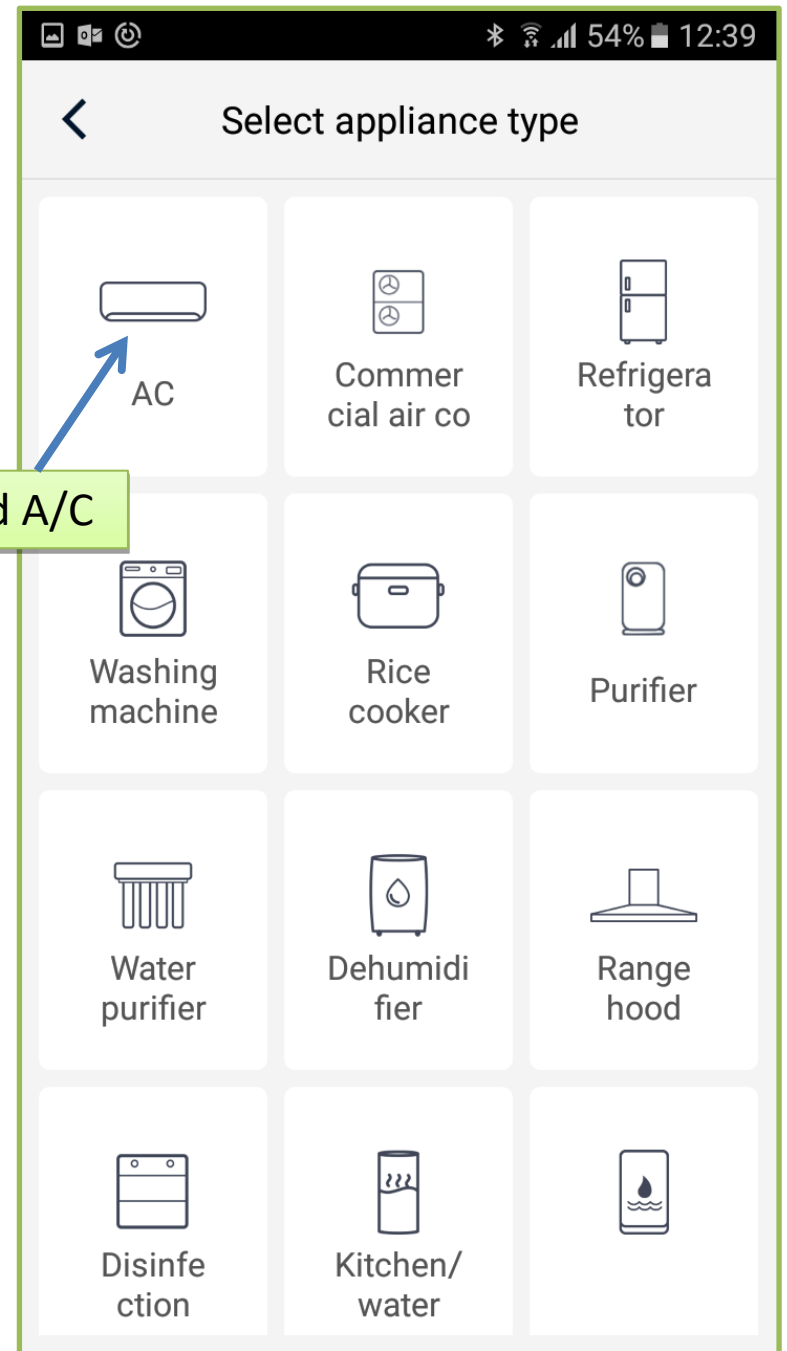 54% 12:39
Select appliance type
AC
Commer
cial air co
Refrigera
tor
A/C
Washing
machine
Rice
cooker
Purifier
Water
purifier
Dehumidi
fier
Range
hood
Disinfe
ction
Kitchen/
water